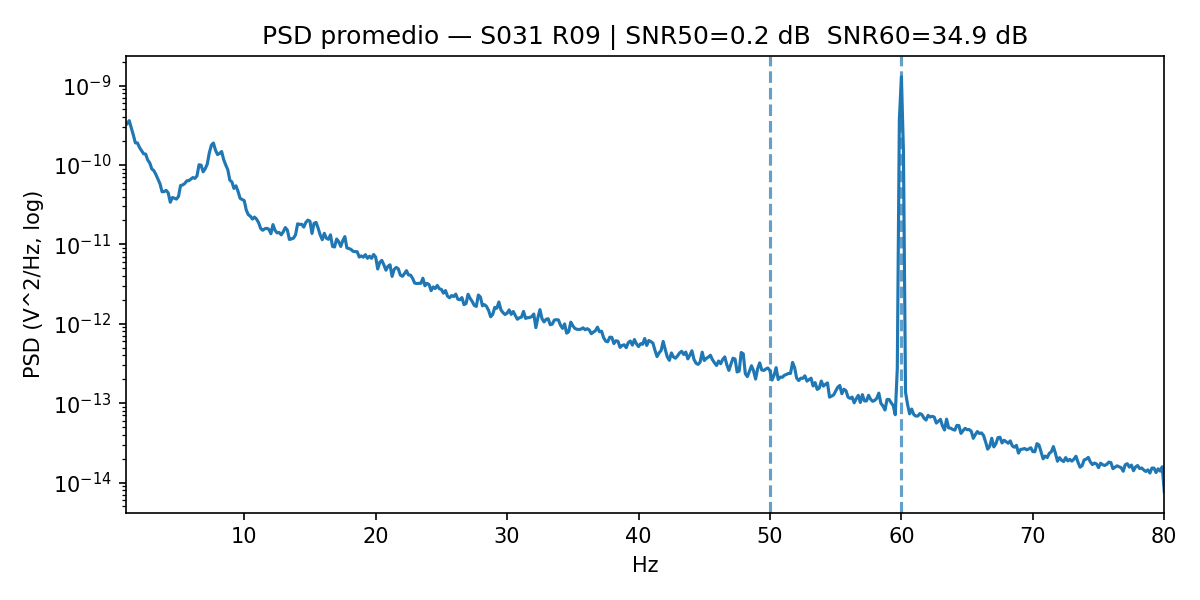 PSD promedio — S031 R09 | SNR50=0.2 dB  SNR60=34.9 dB
PSD (V^2/Hz, log)
10^-9
10^-10
10^-11
10^-12
10^-13
10^-14
10 20 30 40 50 60 70 80
Hz